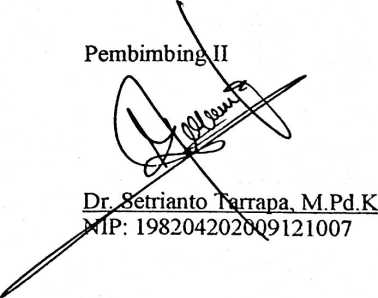 Pembimbing II
Dr. Setrianto Tarrapa, M.Pd.K
NIP: 198204202009121007